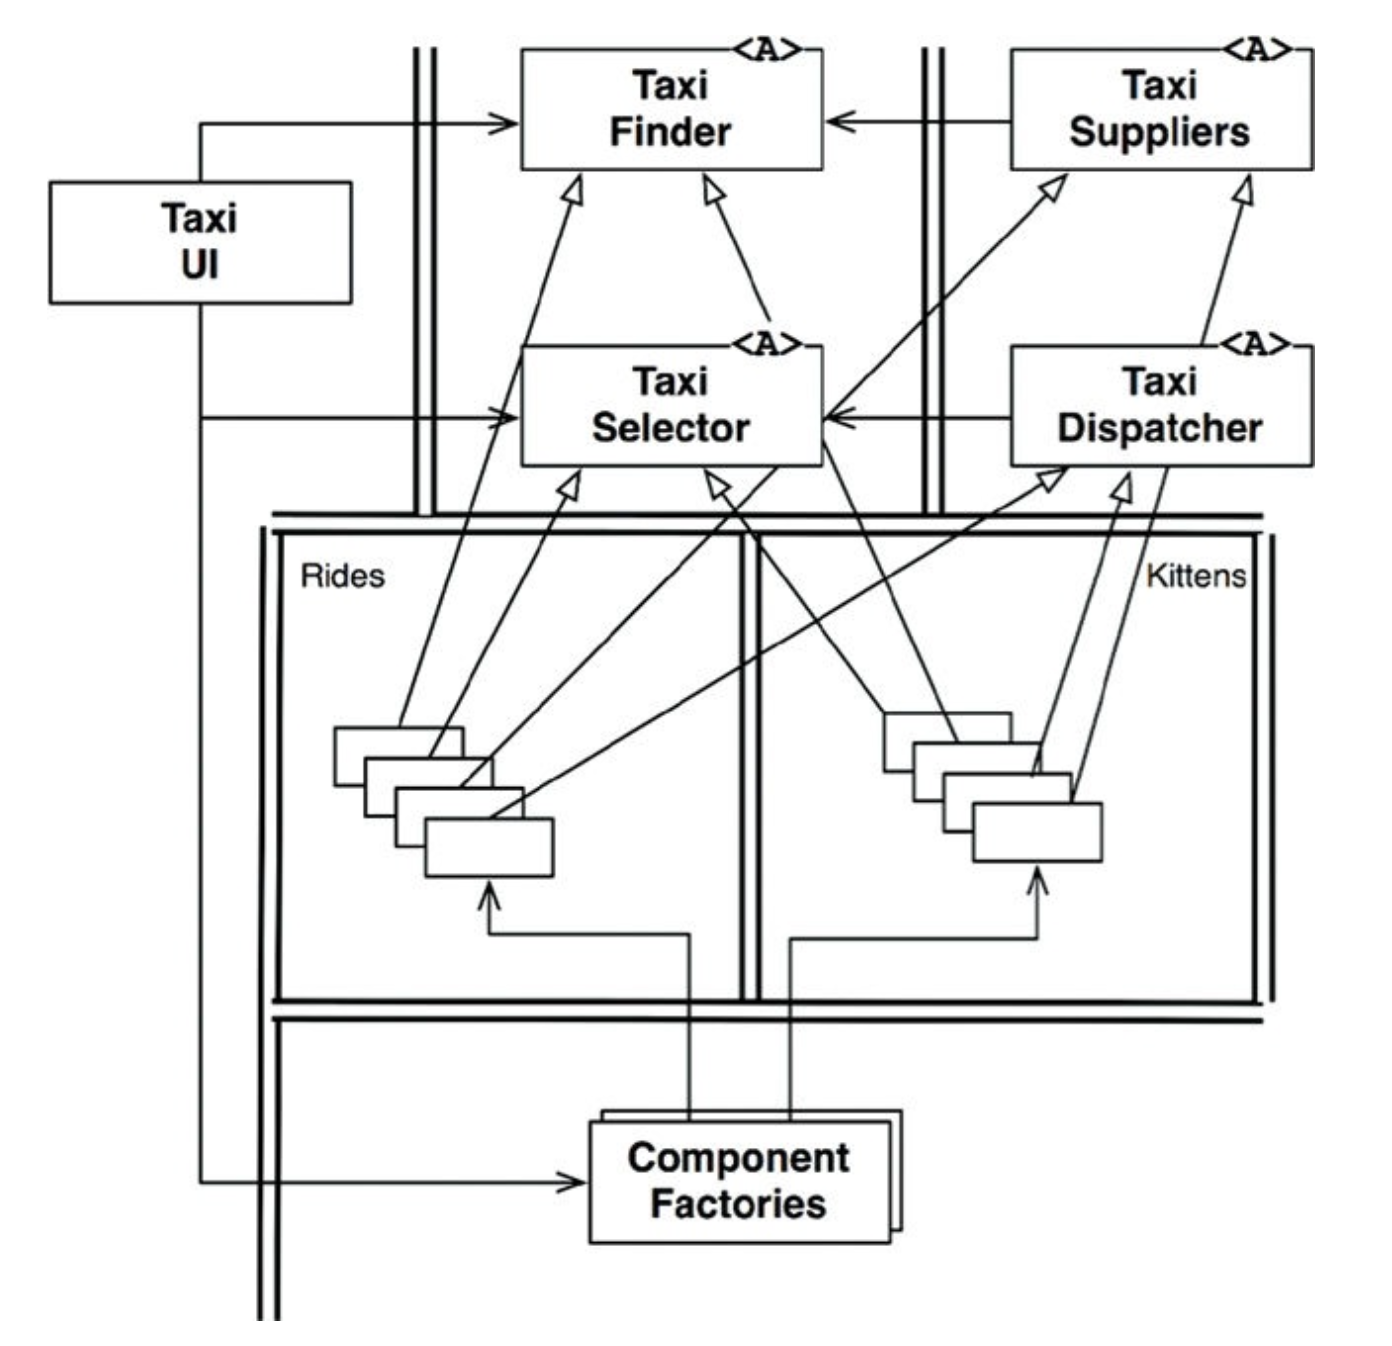 <A>
Taxi
Finder
<A>
Taxi
Suppliers
Taxi
UI
<A>
Taxi
Selector
<A>
Taxi
Dispatcher
Rides
Kittens
Component
Factories